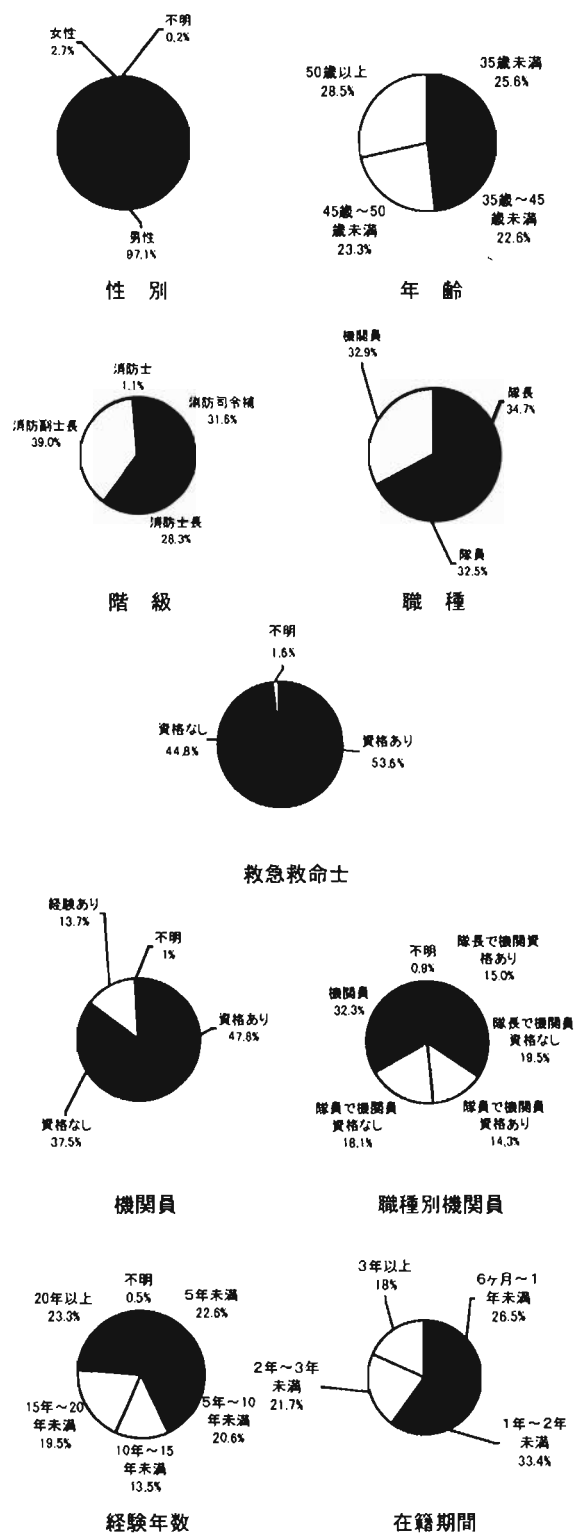 女性
2.7%
不明
0.2%
男性
97.1%
性 別
50歳以上
28.5%
35歳未満
25.6%
45歳～50
歳未満
23.3%
35歳～45
歳未満
22.6%
年 齢
消防士
1.1%
消防司令補
31.6%
消防副士長
39.0%
消防士長
28.3%
階 級
機関員
32.9%
隊長
34.7%
隊員
32.5%
職 種
不明
1.6%
資格なし
44.8%
資格あり
53.6%
救急救命士
経験あり
13.7%
不明
1%
資格あり
47.8%
資格なし
37.5%
機関員
不明
0.9%
隊長で機関資
格あり
15.0%
機関員
32.3%
隊長で機関員
資格なし
19.5%
隊員で機関員
資格なし
18.1%
隊員で機関員
資格あり
14.3%
職種別機関員
20年以上
23.3%
不明
0.5%
5年未満
22.6%
15年～20
年未満
19.5%
10年～15
年未満
13.5%
5年～10
年未満
20.6%
経験年数
3年以上
18%
6ヶ月～1
年未満
26.5%
2年～3年
未満
21.7%
1年～2年
未満
33.4%
在籍期間